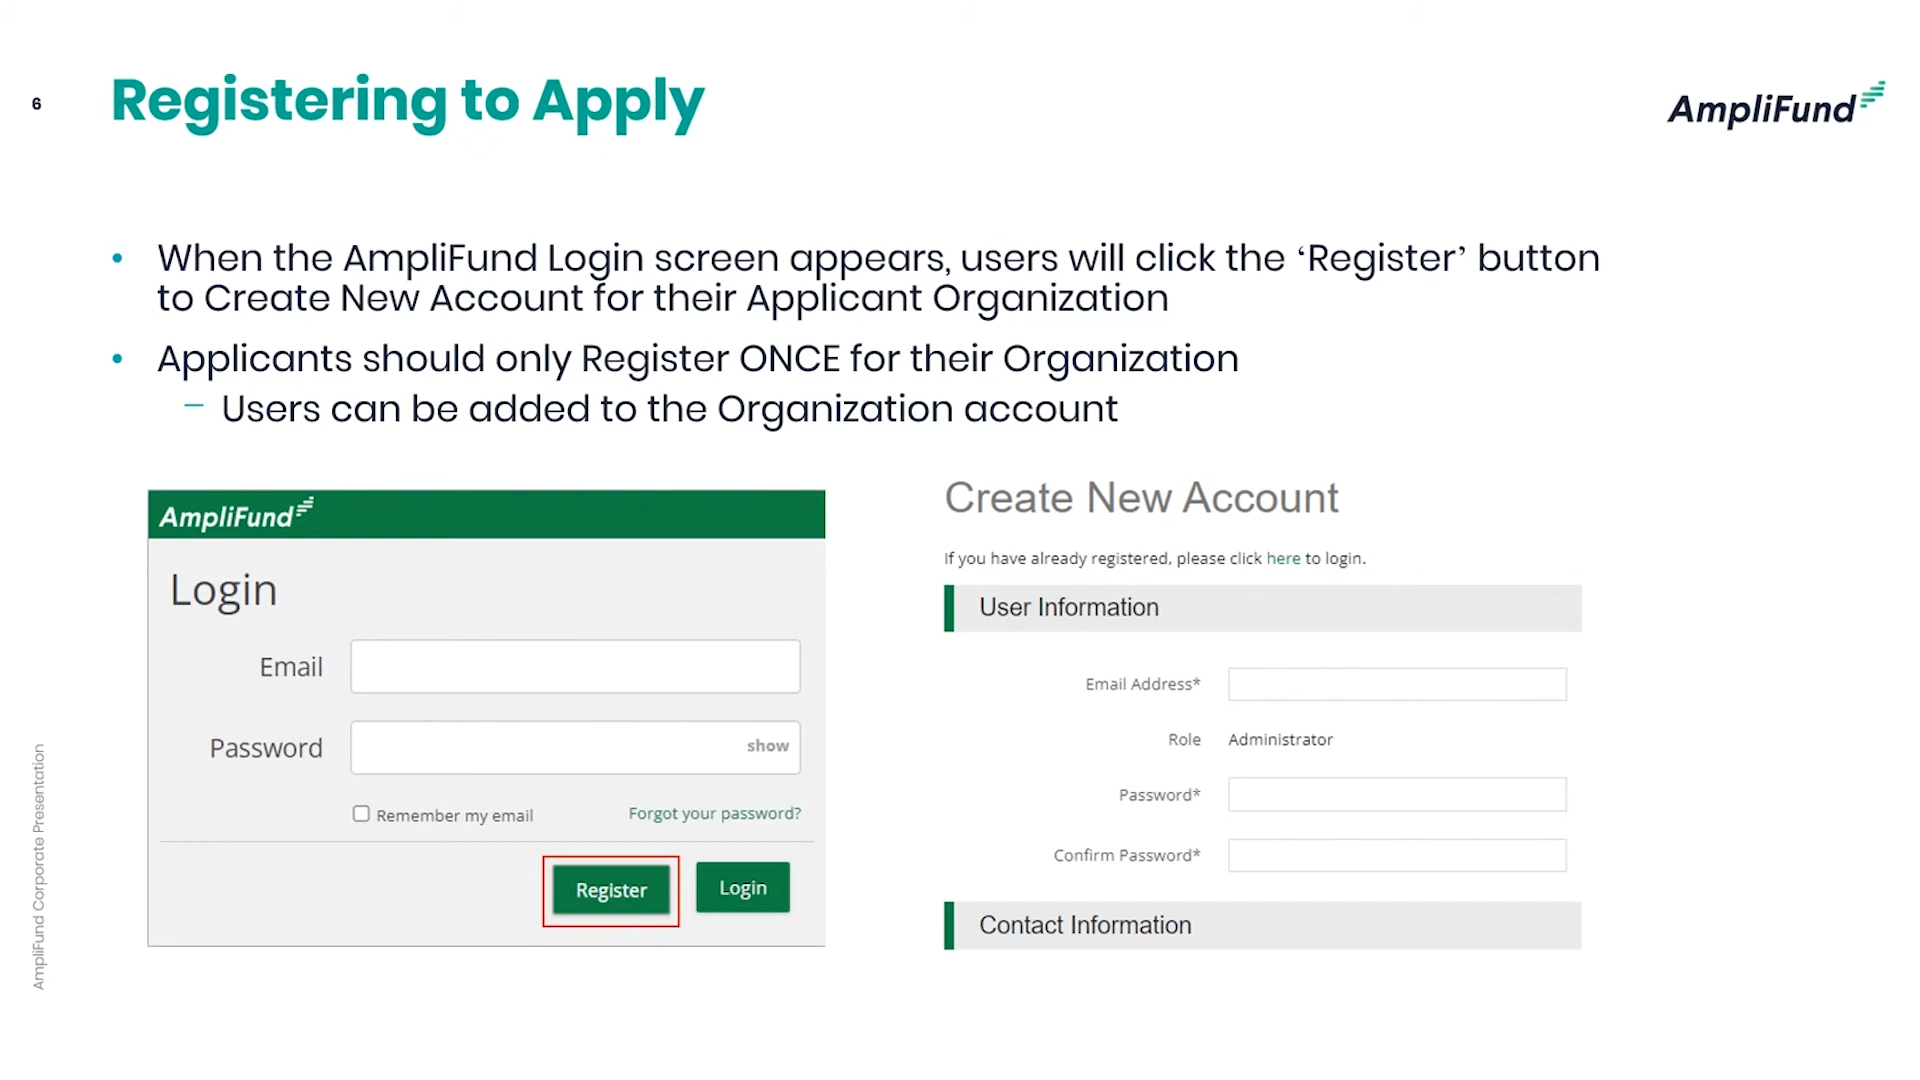 6
Registering to Apply
AmpliFund
• When the AmpliFund Login screen appears, users will click the ‘Register’ button
to Create New Account for their Applicant Organization
• Applicants should only Register ONCE for their Organization
– Users can be added to the Organization account
AmpliFund
Login
Email
Password
show
Remember my email
Forgot your password?
Register
Login
Create New Account
If you have already registered, please click here to login.
User Information
Email Address*
Role Administrator
Password*
Confirm Password*
Contact Information
AmpliFund Corporate Presentation